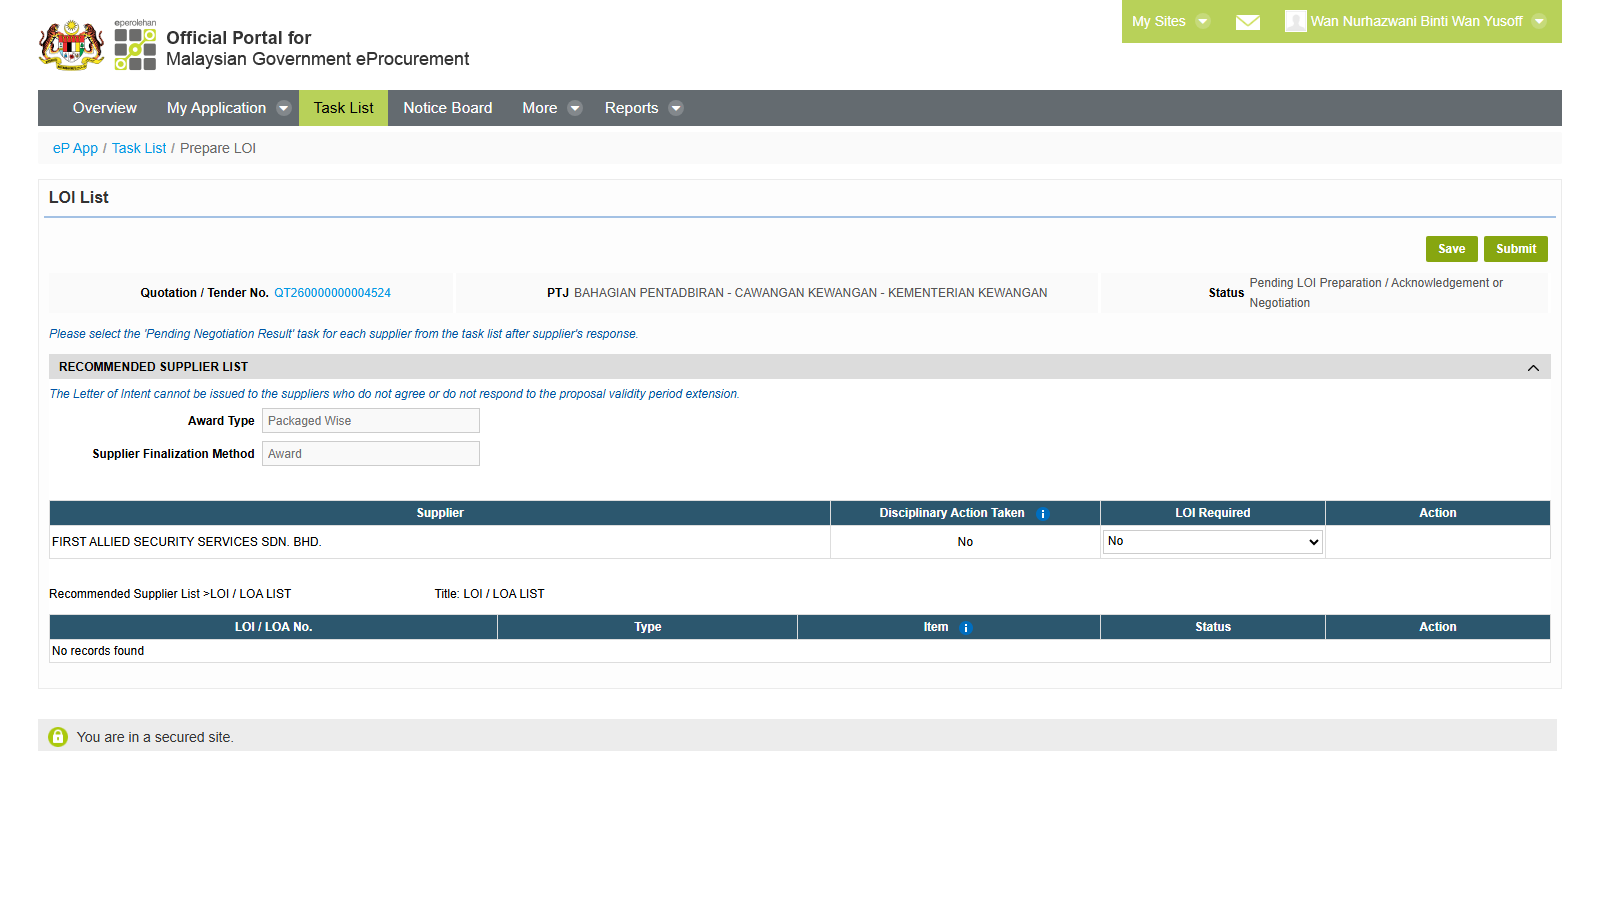 My Sites
Wan Nurhazwani Binti Wan Yusoff
eperolehan
Official Portal for
Malaysian Government eProcurement
Overview My Application Task List Notice Board More Reports
eP App / Task List / Prepare LOI
LOI List
Save Submit
Quotation / Tender No. QT260000000004524 PTJ BAHAGIAN PENTADBIRAN - CAWANGAN KEWANGAN - KEMENTERIAN KEWANGAN Status Pending LOI Preparation / Acknowledgement or
Negotiation
Please select the 'Pending Negotiation Result' task for each supplier from the task list after supplier's response.
RECOMMENDED SUPPLIER LIST
The Letter of Intent cannot be issued to the suppliers who do not agree or do not respond to the proposal validity period extension.
Award Type Packaged Wise
Supplier Finalization Method Award
Supplier Disciplinary Action Taken i LOI Required Action
FIRST ALLIED SECURITY SERVICES SDN. BHD. No No
Recommended Supplier List >LOI / LOA LIST Title: LOI / LOA LIST
LOI / LOA No. Type Item i Status Action
No records found
You are in a secured site.